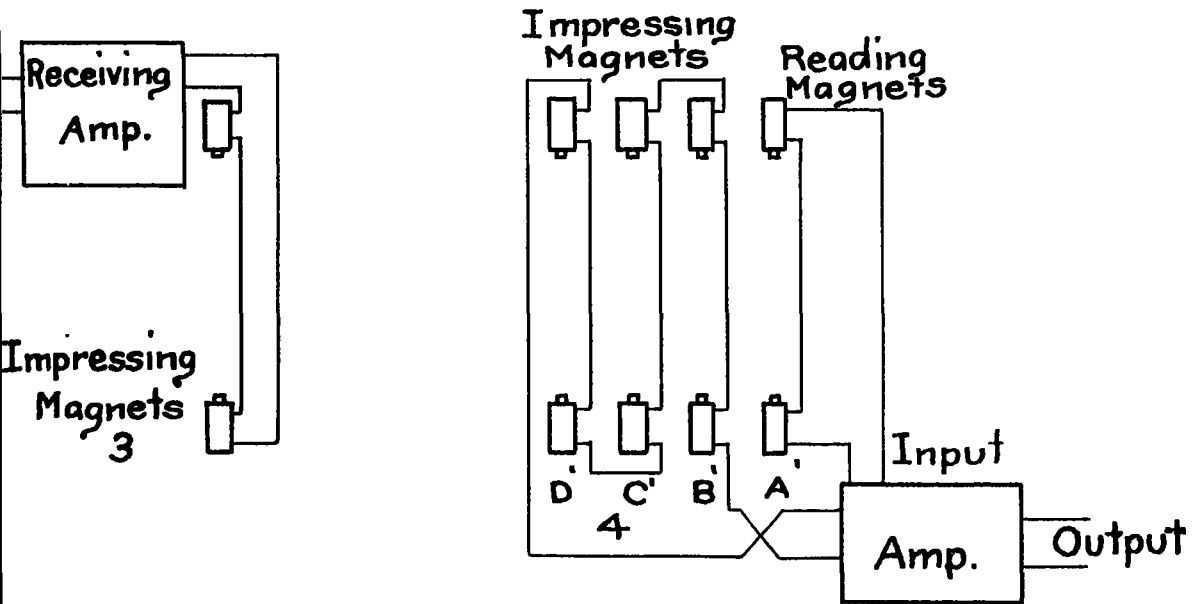 Receiving
Amp.
Impressing
Magnets
3
Impressing
Magnets
Reading
Magnets
D' C' B' A'
4
Input
Amp.
Output